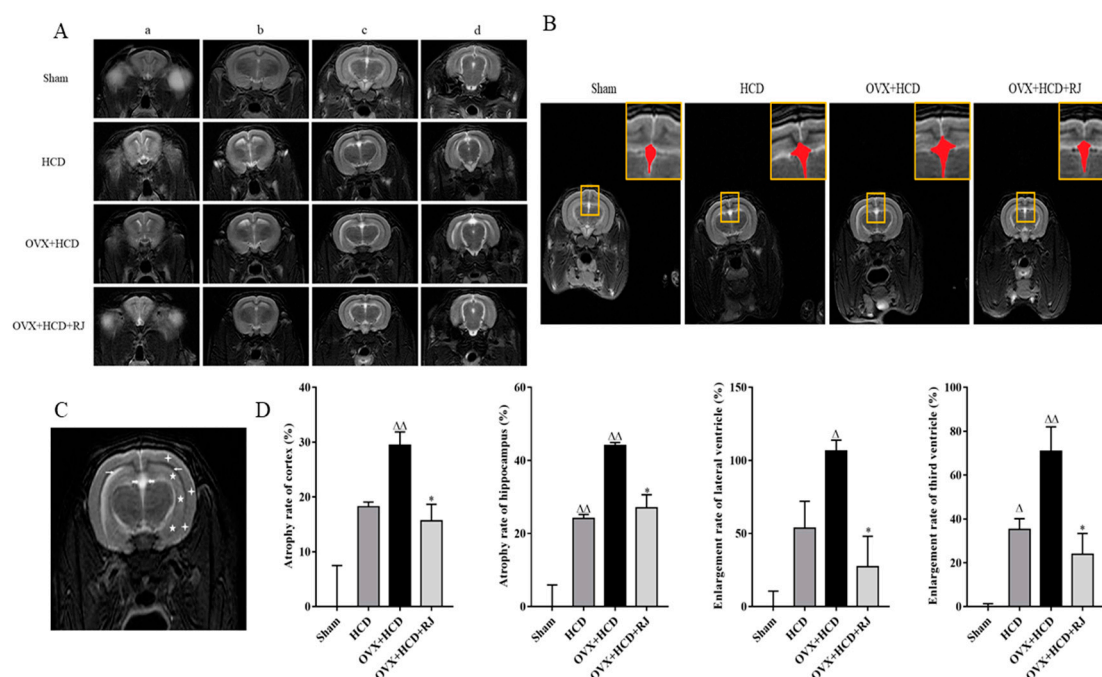 A
a b c d
Sham
HCD
OVX+HCD
OVX+HCD+RJ
B
Sham HCD OVX+HCD OVX+HCD+RJ
C
D
Atrophy rate of cortex (%)
40
30
20
10
0
ΔΔ
*
Sham HCD OVX+HCD OVX+HCD+RJ
Atrophy rate of hippocampus (%)
60
40
20
0
ΔΔ
ΔΔ
*
Sham HCD OVX+HCD OVX+HCD+RJ
Enlargement rate of lateral ventricle (%)
150
100
50
0
Δ
*
Sham HCD OVX+HCD OVX+HCD+RJ
Enlargement rate of third ventricle (%)
100
80
60
40
20
0
Δ
ΔΔ
*
Sham HCD OVX+HCD OVX+HCD+RJ